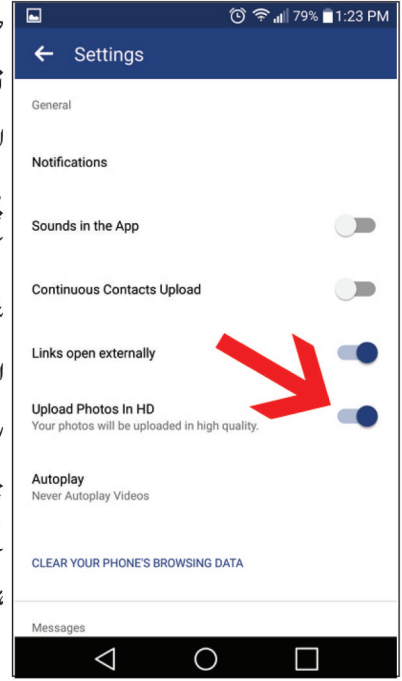 79% 1:23 PM
Settings
General
Notifications
Sounds in the App
Continuous Contacts Upload
Links open externally
Upload Photos In HD
Your photos will be uploaded in high quality.
Autoplay
Never Autoplay Videos
CLEAR YOUR PHONE'S BROWSING DATA
Messages